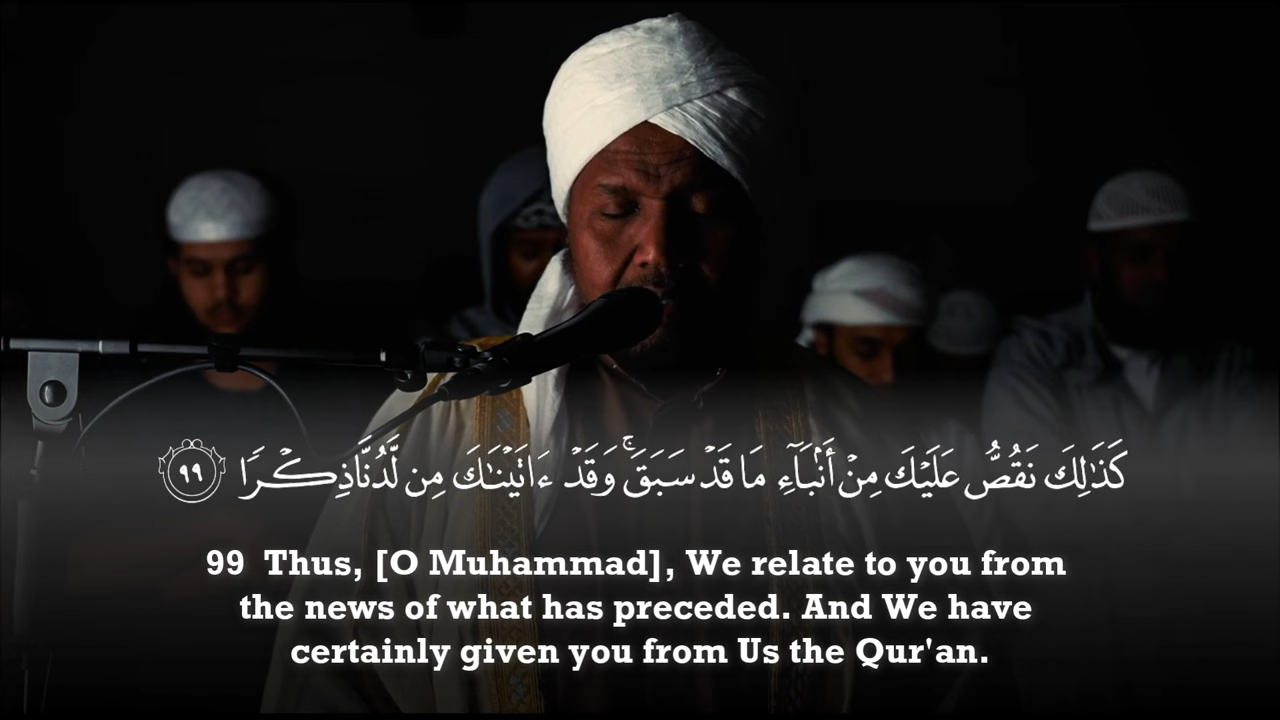 كَذَٰلِكَ نَقُصُّ عَلَيْكَ مِنْ أَنۢبَآءِ مَا قَدْ سَبَقَ ۚ وَقَدْ ءَاتَيْنَـٰكَ مِن لَّدُنَّا ذِكْرًا ٩٩
99 Thus, [O Muhammad], We relate to you from
the news of what has preceded. And We have
certainly given you from Us the Qur'an.